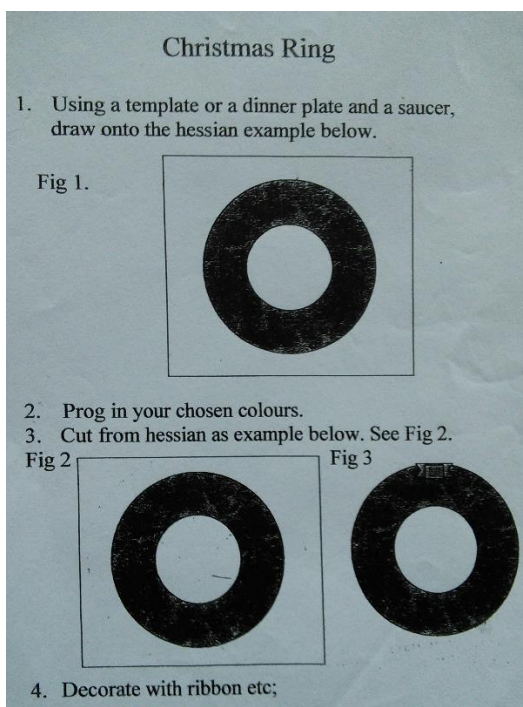 Christmas Ring
1. Using a template or a dinner plate and a saucer,
draw onto the hessian example below.
Fig 1.
2. Prog in your chosen colours.
3. Cut from hessian as example below. See Fig 2.
Fig 2
Fig 3
4. Decorate with ribbon etc;